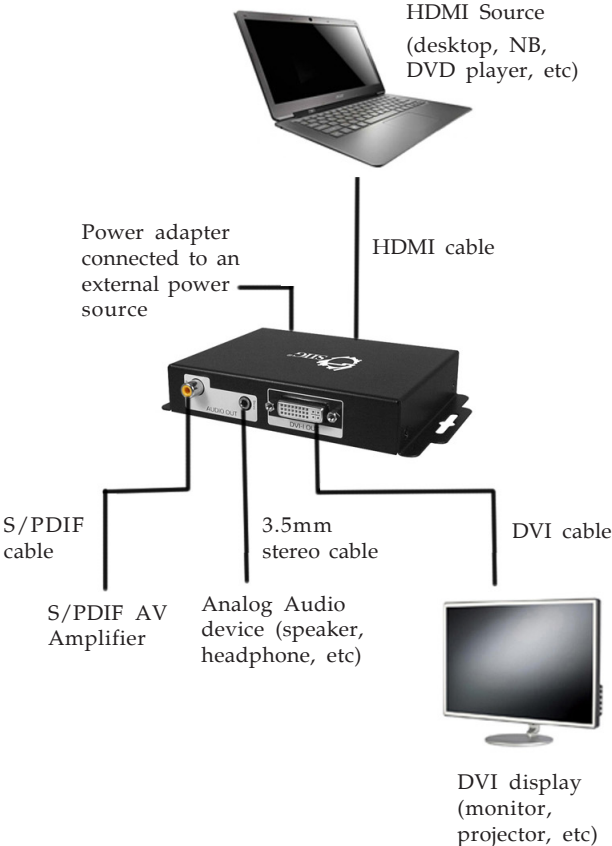 HDMI Source
(desktop, NB,
DVD player, etc)
Power adapter
connected to an
external power
source
HDMI cable
SIIG®
AUDIO OUT
DVI-I OUT
S/PDIF
cable
3.5mm
stereo cable
DVI cable
S/PDIF AV
Amplifier
Analog Audio
device (speaker,
headphone, etc)
DVI display
(monitor,
projector, etc)